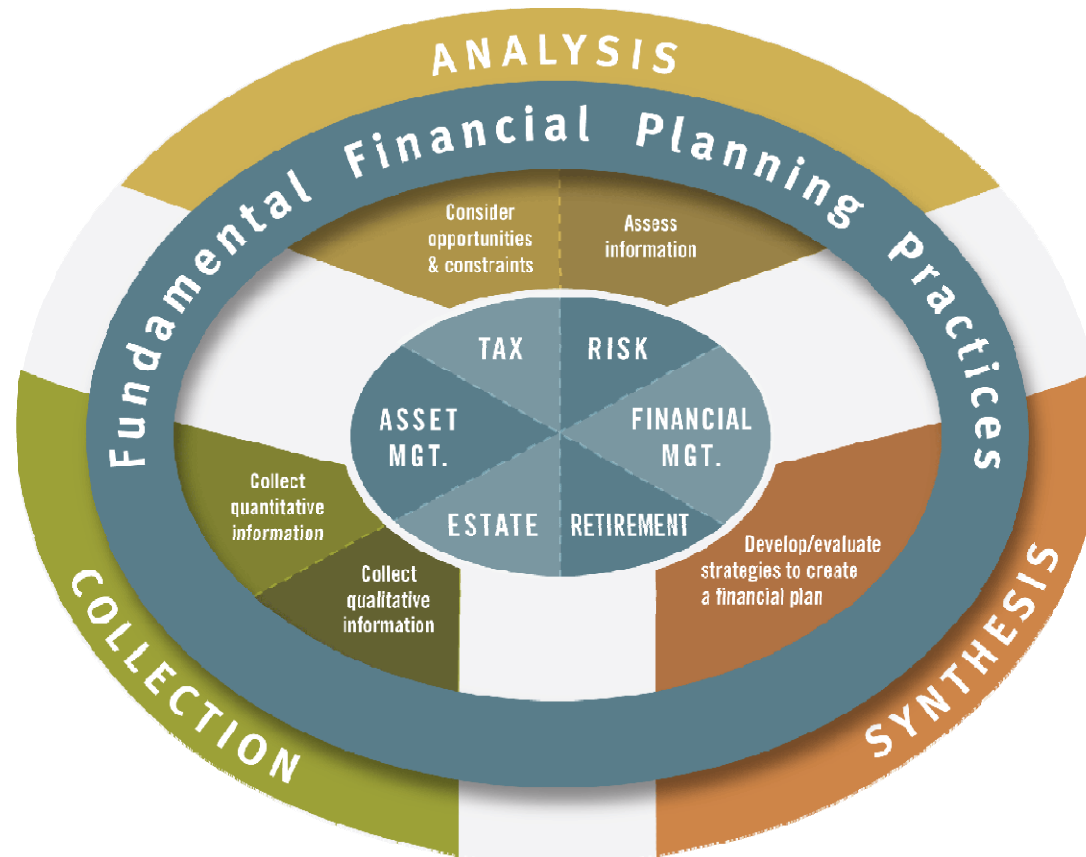 ANALYSIS
Fundamental Financial Planning Practices
Consider
opportunities
& constraints
Assess
information
TAX
RISK
ASSET
MGT.
FINANCIAL
MGT.
ESTATE
RETIREMENT
Collect
quantitative
information
Collect
qualitative
information
Develop/evaluate
strategies to create
a financial plan
COLLECTION
SYNTHESIS